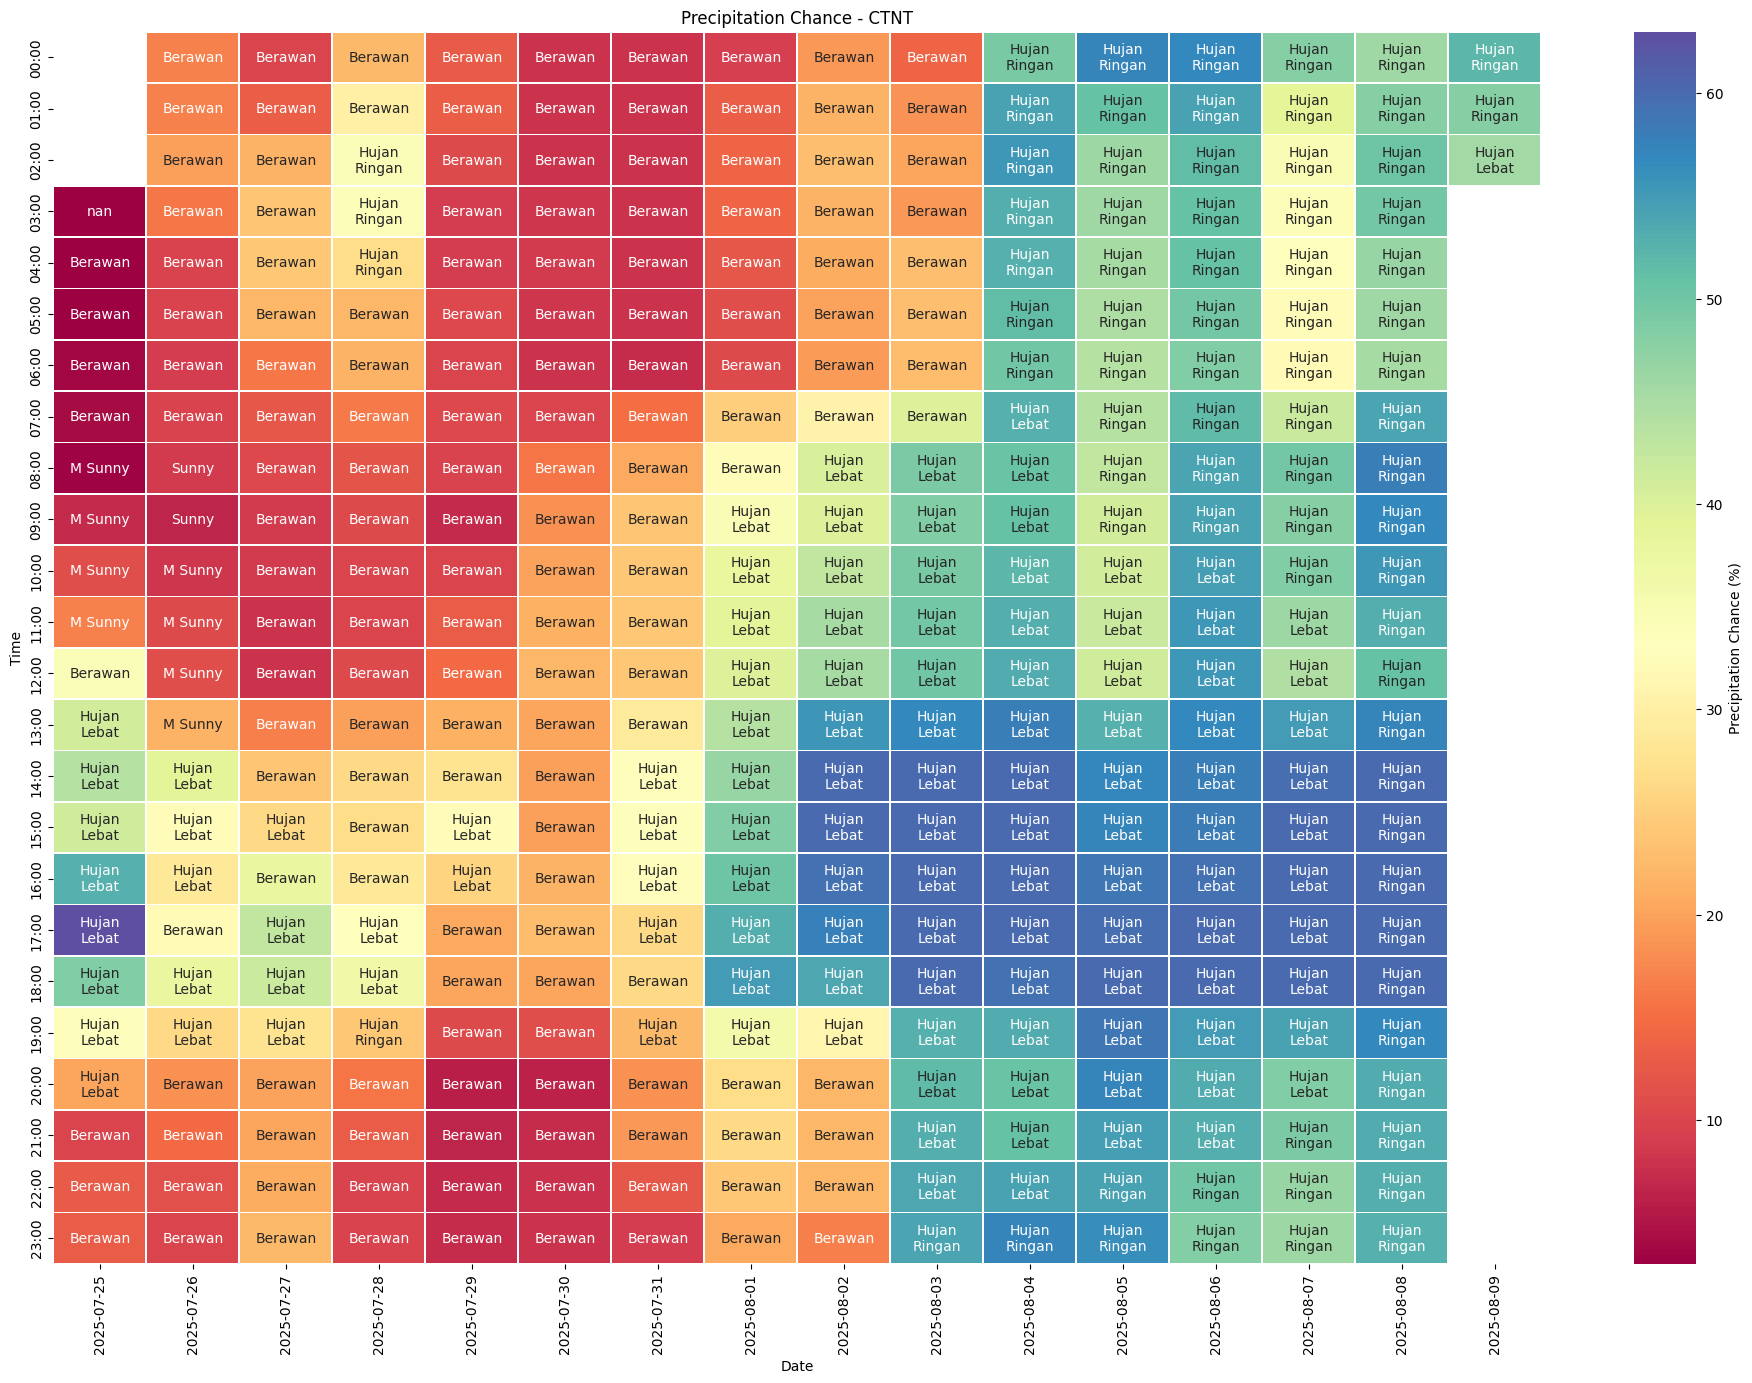 Precipitation Chance - CTNT
00:00 Berawan Berawan Berawan Berawan Berawan Berawan Berawan Berawan Berawan Hujan Ringan Hujan Ringan Hujan Ringan Hujan Ringan Hujan Ringan Hujan Ringan
01:00 Berawan Berawan Berawan Berawan Berawan Berawan Berawan Berawan Berawan Hujan Ringan Hujan Ringan Hujan Ringan Hujan Ringan Hujan Ringan Hujan Ringan
02:00 Berawan Berawan Hujan Ringan Berawan Berawan Berawan Berawan Berawan Berawan Hujan Ringan Hujan Ringan Hujan Ringan Hujan Ringan Hujan Ringan Hujan Lebat
03:00 nan Berawan Berawan Hujan Ringan Berawan Berawan Berawan Berawan Berawan Berawan Hujan Ringan Hujan Ringan Hujan Ringan Hujan Ringan Hujan Ringan
04:00 Berawan Berawan Berawan Hujan Ringan Berawan Berawan Berawan Berawan Berawan Berawan Hujan Ringan Hujan Ringan Hujan Ringan Hujan Ringan Hujan Ringan
05:00 Berawan Berawan Berawan Berawan Berawan Berawan Berawan Berawan Berawan Berawan Hujan Ringan Hujan Ringan Hujan Ringan Hujan Ringan Hujan Ringan
06:00 Berawan Berawan Berawan Berawan Berawan Berawan Berawan Berawan Berawan Berawan Hujan Ringan Hujan Ringan Hujan Ringan Hujan Ringan Hujan Ringan
07:00 Berawan Berawan Berawan Berawan Berawan Berawan Berawan Berawan Berawan Berawan Hujan Lebat Hujan Ringan Hujan Ringan Hujan Ringan Hujan Ringan
08:00 M Sunny Sunny Berawan Berawan Berawan Berawan Berawan Berawan Hujan Lebat Hujan Lebat Hujan Lebat Hujan Ringan Hujan Ringan Hujan Ringan Hujan Ringan
09:00 M Sunny Sunny Berawan Berawan Berawan Berawan Berawan Hujan Lebat Hujan Lebat Hujan Lebat Hujan Lebat Hujan Ringan Hujan Ringan Hujan Ringan Hujan Ringan
10:00 M Sunny M Sunny Berawan Berawan Berawan Berawan Berawan Hujan Lebat Hujan Lebat Hujan Lebat Hujan Lebat Hujan Lebat Hujan Lebat Hujan Ringan Hujan Ringan
11:00 M Sunny M Sunny Berawan Berawan Berawan Berawan Berawan Hujan Lebat Hujan Lebat Hujan Lebat Hujan Lebat Hujan Lebat Hujan Lebat Hujan Lebat Hujan Ringan
12:00 Berawan M Sunny Berawan Berawan Berawan Berawan Berawan Hujan Lebat Hujan Lebat Hujan Lebat Hujan Lebat Hujan Lebat Hujan Lebat Hujan Lebat Hujan Ringan
13:00 Hujan Lebat M Sunny Berawan Berawan Berawan Berawan Berawan Hujan Lebat Hujan Lebat Hujan Lebat Hujan Lebat Hujan Lebat Hujan Lebat Hujan Lebat Hujan Ringan
14:00 Hujan Lebat Hujan Lebat Berawan Berawan Berawan Berawan Hujan Lebat Hujan Lebat Hujan Lebat Hujan Lebat Hujan Lebat Hujan Lebat Hujan Lebat Hujan Lebat Hujan Ringan
15:00 Hujan Lebat Hujan Lebat Hujan Lebat Berawan Hujan Lebat Berawan Hujan Lebat Hujan Lebat Hujan Lebat Hujan Lebat Hujan Lebat Hujan Lebat Hujan Lebat Hujan Lebat Hujan Ringan
16:00 Hujan Lebat Hujan Lebat Berawan Berawan Hujan Lebat Berawan Hujan Lebat Hujan Lebat Hujan Lebat Hujan Lebat Hujan Lebat Hujan Lebat Hujan Lebat Hujan Lebat Hujan Ringan
17:00 Hujan Lebat Berawan Hujan Lebat Hujan Lebat Berawan Berawan Hujan Lebat Hujan Lebat Hujan Lebat Hujan Lebat Hujan Lebat Hujan Lebat Hujan Lebat Hujan Lebat Hujan Ringan
18:00 Hujan Lebat Hujan Lebat Hujan Lebat Hujan Lebat Berawan Berawan Berawan Hujan Lebat Hujan Lebat Hujan Lebat Hujan Lebat Hujan Lebat Hujan Lebat Hujan Lebat Hujan Ringan
19:00 Hujan Lebat Hujan Lebat Hujan Lebat Hujan Ringan Berawan Berawan Hujan Lebat Hujan Lebat Hujan Lebat Hujan Lebat Hujan Lebat Hujan Lebat Hujan Lebat Hujan Lebat Hujan Ringan
20:00 Hujan Lebat Berawan Berawan Berawan Berawan Berawan Berawan Berawan Berawan Hujan Lebat Hujan Lebat Hujan Lebat Hujan Lebat Hujan Lebat Hujan Ringan
21:00 Berawan Berawan Berawan Berawan Berawan Berawan Berawan Berawan Berawan Hujan Lebat Hujan Lebat Hujan Lebat Hujan Lebat Hujan Ringan Hujan Ringan
22:00 Berawan Berawan Berawan Berawan Berawan Berawan Berawan Berawan Berawan Hujan Lebat Hujan Lebat Hujan Ringan Hujan Ringan Hujan Ringan Hujan Ringan
23:00 Berawan Berawan Berawan Berawan Berawan Berawan Berawan Berawan Berawan Hujan Ringan Hujan Ringan Hujan Ringan Hujan Ringan Hujan Ringan Hujan Ringan
Time
2025-07-25 2025-07-26 2025-07-27 2025-07-28 2025-07-29 2025-07-30 2025-07-31 2025-08-01 2025-08-02 2025-08-03 2025-08-04 2025-08-05 2025-08-06 2025-08-07 2025-08-08 2025-08-09
Date
60
50
40
30
20
10
Precipitation Chance (%)